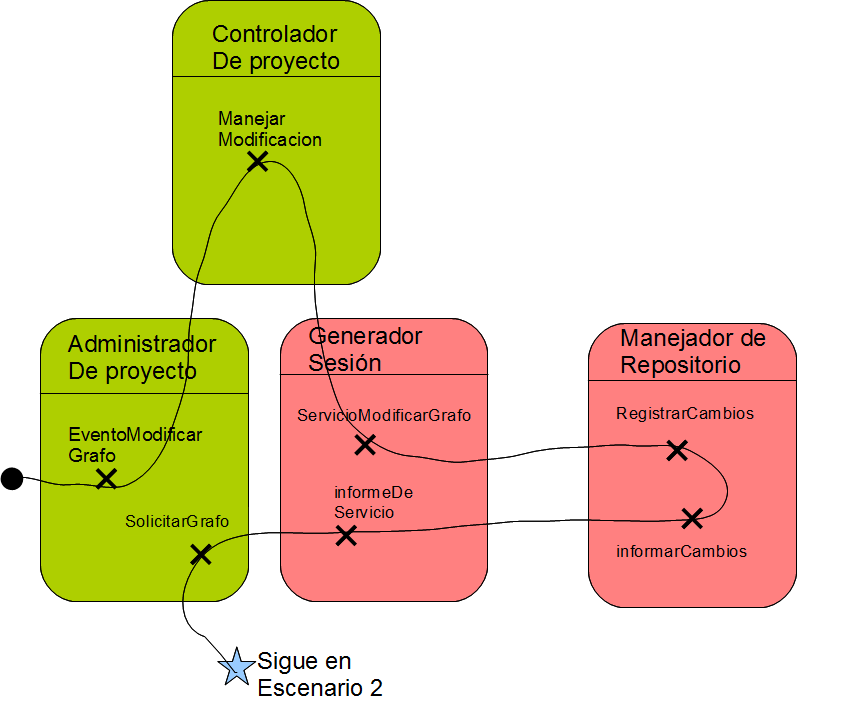 Controlador
De proyecto
Manejar
Modificacion
Administrador
De proyecto
EventoModificar
Grafo
SolicitarGrafo
Generador
Sesión
ServicioModificarGrafo
informeDe
Servicio
Manejador de
Repositorio
RegistrarCambios
informarCambios
Sigue en
Escenario 2